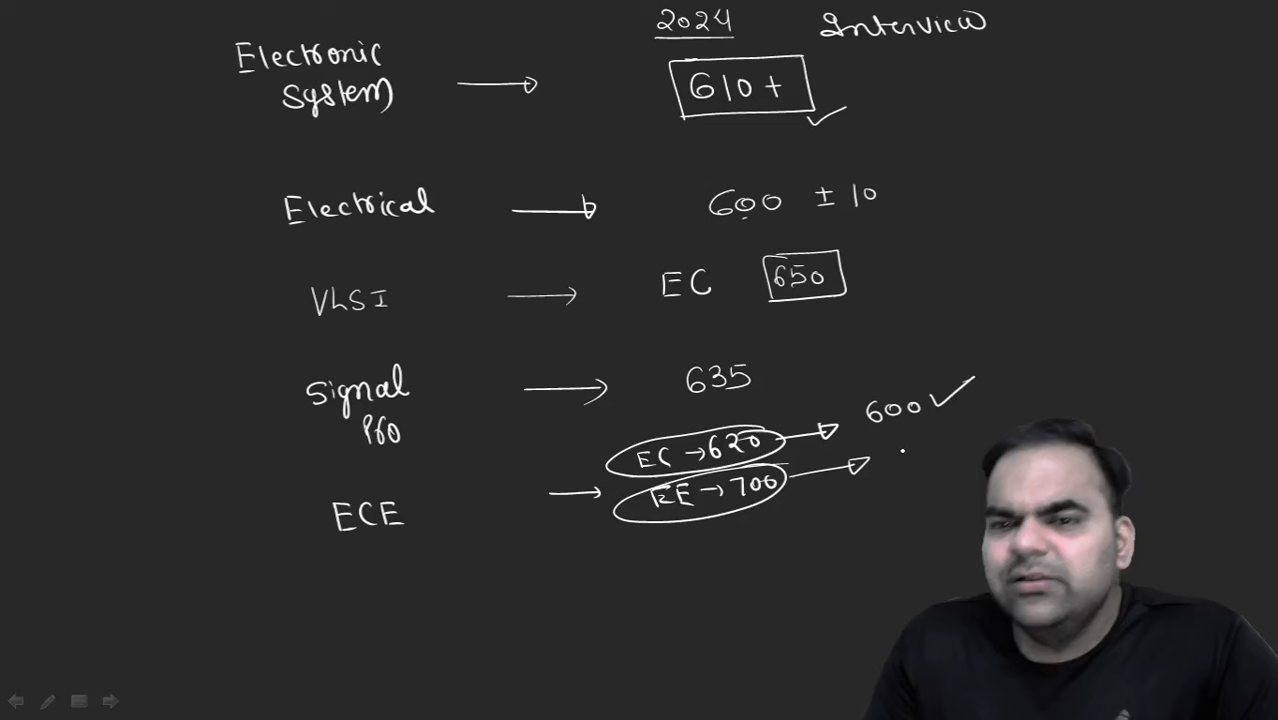 2024 Interview
Electronic
System → 610 +
Electrical → 600 ± 10
VLSI → EC 650
Signal → 635
600 ✓
EC → 620 →
EE → 700 →
ECE →